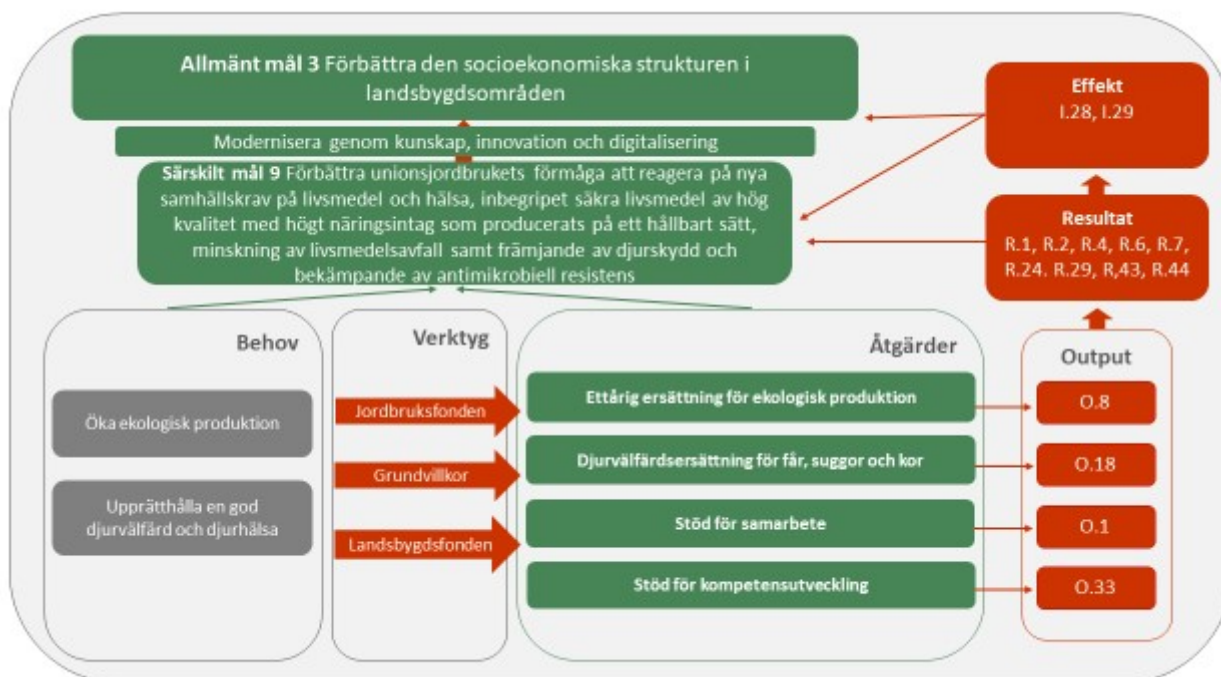 Allmänt mål 3 Förbättra den socioekonomiska strukturen i
landsbygdsområden
Modernisera genom kunskap, innovation och digitalisering
Särskilt mål 9 Förbättra unionsjordbrukets förmåga att reagera på nya
samhällskrav på livsmedel och hälsa, inbegripet säkra livsmedel av hög
kvalitet med högt näringsintag som producerats på ett hållbart sätt,
minskning av livsmedelsavfall samt främjande av djurskydd och
bekämpande av antimikrobiell resistens
Effekt
I.28, I.29
Resultat
R.1, R.2, R.4, R.6, R.7,
R.24. R.29, R,43, R.44
Behov
Öka ekologisk produktion
Upprätthålla en god
djurvälfärd och djurhälsa
Verktyg
Jordbruksfonden
Grundvillkor
Landsbygdsfonden
Åtgärder
Ettårig ersättning för ekologisk produktion
Djurvälfärdsersättning för får, suggor och kor
Stöd för samarbete
Stöd för kompetensutveckling
Output
O.8
O.18
O.1
O.33